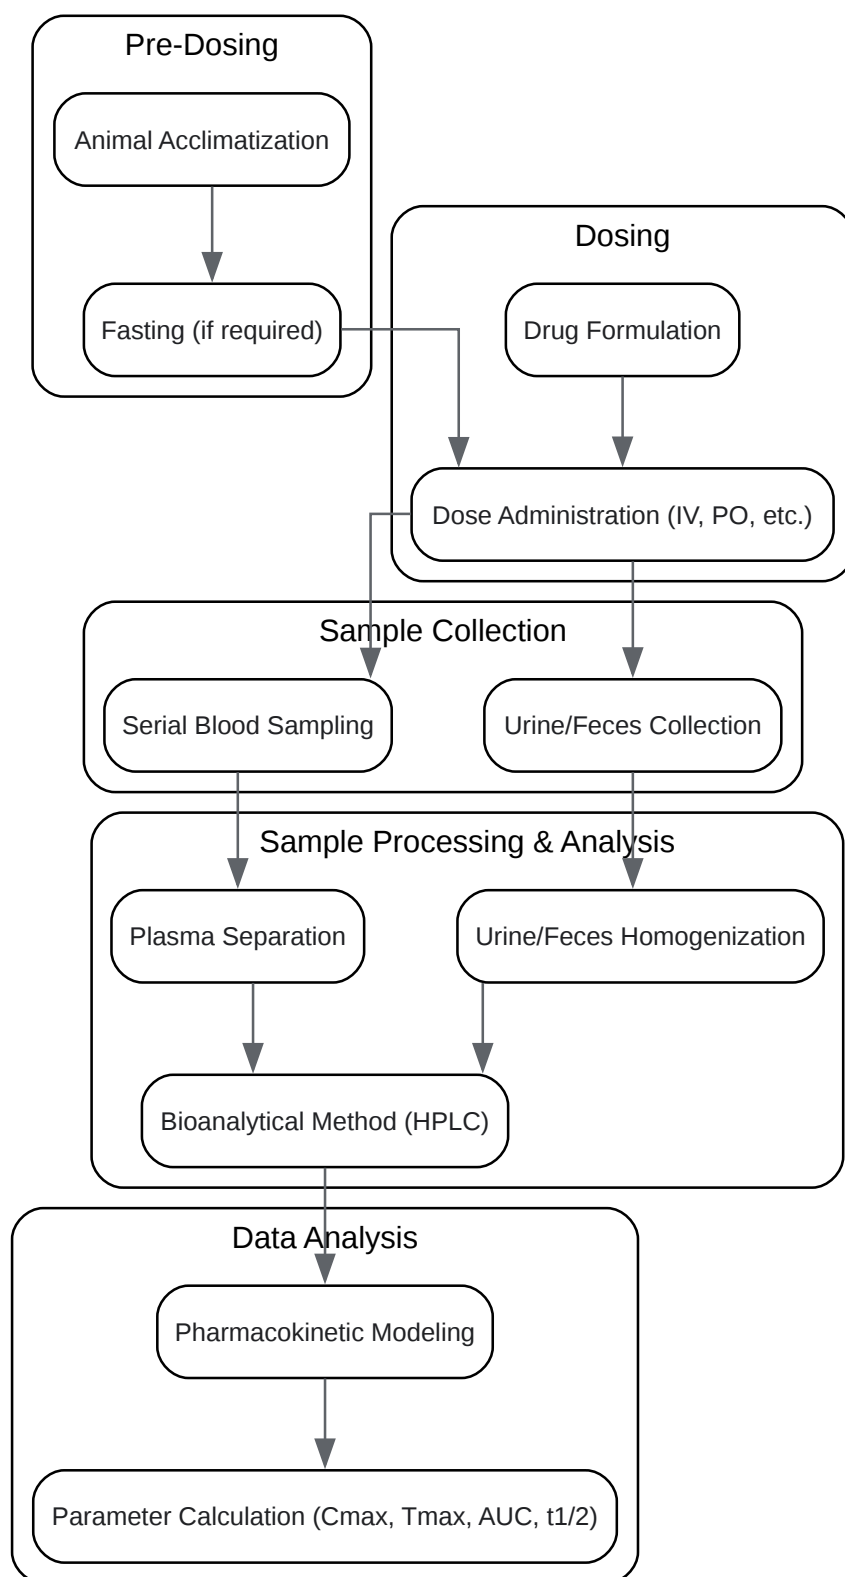 Pre-Dosing
Animal Acclimatization
Fasting (if required)
Dosing
Drug Formulation
Dose Administration (IV, PO, etc.)
Sample Collection
Serial Blood Sampling
Urine/Feces Collection
Sample Processing & Analysis
Plasma Separation
Urine/Feces Homogenization
Bioanalytical Method (HPLC)
Data Analysis
Pharmacokinetic Modeling
Parameter Calculation (Cmax, Tmax, AUC, t1/2)